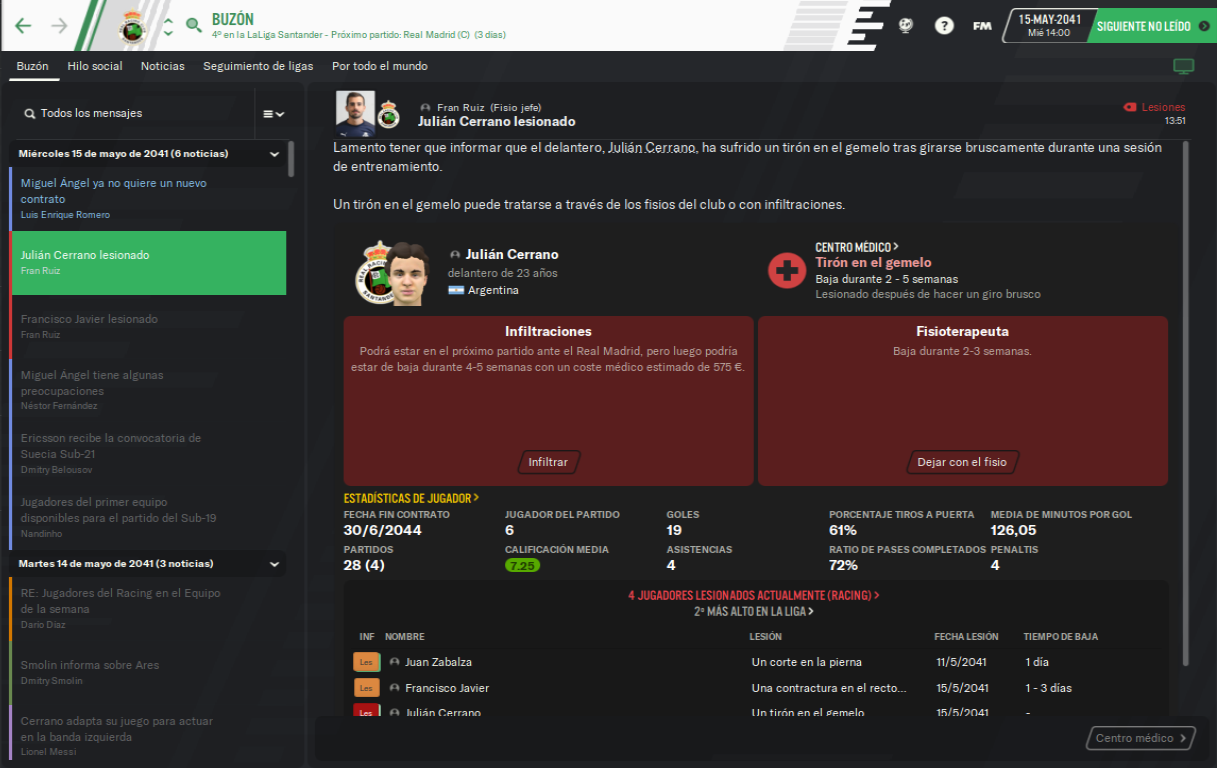 BUZÓN
4º en la LaLiga Santander - Próximo partido: Real Madrid (C) (3 días)
?
FM
15-MAY-2041
Mié 14:00
SIGUIENTE NO LEÍDO
Buzón
Hilo social
Noticias
Seguimiento de ligas
Por todo el mundo
Todos los mensajes
Miércoles 15 de mayo de 2041 (6 noticias)
Miguel Ángel ya no quiere un nuevo
contrato
Luis Enrique Romero
Julián Cerrano lesionado
Fran Ruiz
Francisco Javier lesionado
Fran Ruiz
Miguel Ángel tiene algunas
preocupaciones
Néstor Fernández
Ericsson recibe la convocatoria de
Suecia Sub-21
Dmitry Belousov
Jugadores del primer equipo
disponibles para el partido del Sub-19
Nandinho
Martes 14 de mayo de 2041 (3 noticias)
RE: Jugadores del Racing en el Equipo
de la semana
Darío Díaz
Smolin informa sobre Ares
Dmitry Smolin
Cerrano adapta su juego para actuar
en la banda izquierda
Lionel Messi
Fran Ruiz (Fisio jefe)
Julián Cerrano lesionado
Lesiones
13:51
Lamento tener que informar que el delantero, Julián Cerrano, ha sufrido un tirón en el gemelo tras girarse bruscamente durante una sesión
de entrenamiento.
Un tirón en el gemelo puede tratarse a través de los fisios del club o con infiltraciones.
REAL RACING
SANTANDER
Julián Cerrano
delantero de 23 años
Argentina
CENTRO MÉDICO
Tirón en el gemelo
Baja durante 2 - 5 semanas
Lesionado después de hacer un giro brusco
Infiltraciones
Podrá estar en el próximo partido ante el Real Madrid, pero luego podría
estar de baja durante 4-5 semanas con un coste médico estimado de 575 €.
Infiltrar
Fisioterapeuta
Baja durante 2-3 semanas.
Dejar con el fisio
ESTADÍSTICAS DE JUGADOR
FECHA FIN CONTRATO JUGADOR DEL PARTIDO GOLES PORCENTAJE TIROS A PUERTA MEDIA DE MINUTOS POR GOL
30/6/2044 6 19 61% 126,05
PARTIDOS CALIFICACIÓN MEDIA ASISTENCIAS RATIO DE PASES COMPLETADOS PENALTIS
28 (4) 7.25 4 72% 4
4 JUGADORES LESIONADOS ACTUALMENTE (RACING)
2º MÁS ALTO EN LA LIGA
INF NOMBRE LESIÓN FECHA LESIÓN TIEMPO DE BAJA
Les Juan Zabalza Un corte en la pierna 11/5/2041 1 día
Les Francisco Javier Una contractura en el recto... 15/5/2041 1 - 3 días
Les Julián Cerrano Un tirón en el gemelo 15/5/2041 -
Centro médico